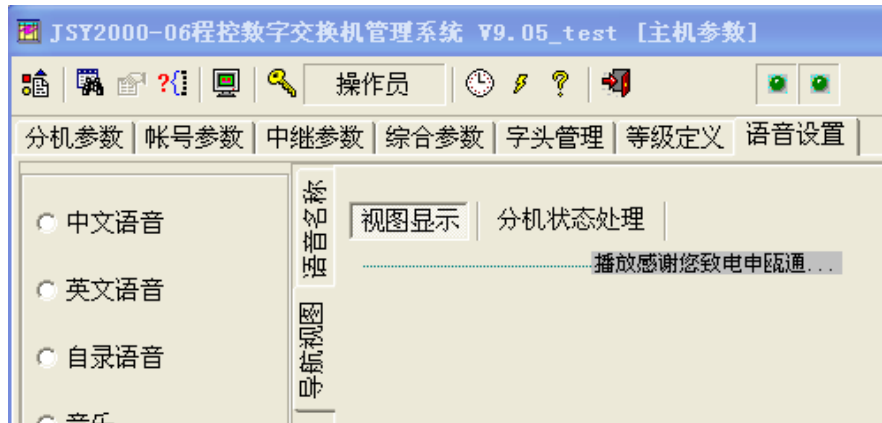 JSY2000-06程控数字交换机管理系统 V9.05_test [主机参数]
操作员
分机参数 帐号参数 中继参数 综合参数 字头管理 等级定义 语音设置
中文语音
英文语音
自录语音
音乐
语音名称
导航视图
视图显示 分机状态处理
播放感谢您致电申瓯通...